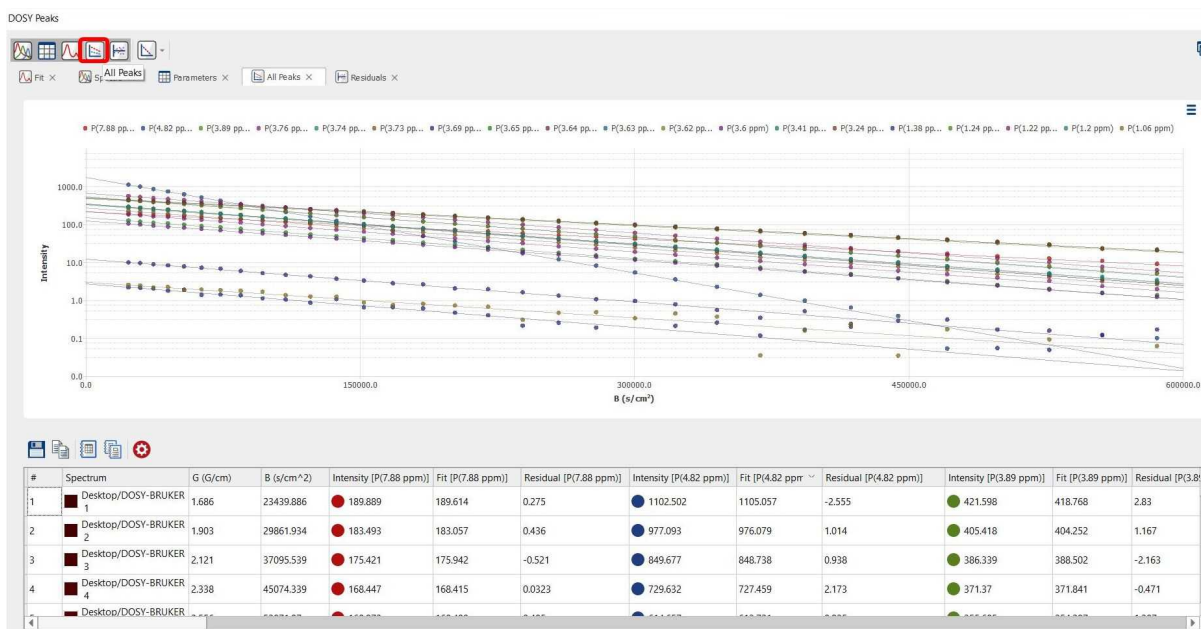 DOSY Peaks
All Peaks
Fit × Sp Parameters × All Peaks × Residuals ×
P(7.88 pp... P(4.82 pp... P(3.89 pp... P(3.76 pp... P(3.74 pp... P(3.73 pp... P(3.69 pp... P(3.65 pp... P(3.64 pp... P(3.63 pp... P(3.62 pp... P(3.6 ppm) P(3.41 pp... P(3.24 pp... P(1.38 pp... P(1.24 pp... P(1.22 pp... P(1.2 ppm) P(1.06 ppm)
1000.0
100.0
10.0
1.0
0.1
0.0
Intensity
0.0 150000.0 300000.0 450000.0 600000.0
B (s/cm²)
# Spectrum G (G/cm) B (s/cm^2) Intensity [P(7.88 ppm)] Fit [P(7.88 ppm)] Residual [P(7.88 ppm)] Intensity [P(4.82 ppm)] Fit [P(4.82 ppm Residual [P(4.82 ppm)] Intensity [P(3.89 ppm)] Fit [P(3.89 ppm)] Residual [P(3.8
1 Desktop/DOSY-BRUKER 1 1.686 23439.886 189.889 189.614 0.275 1102.502 1105.057 -2.555 421.598 418.768 2.83
2 Desktop/DOSY-BRUKER 2 1.903 29861.934 183.493 183.057 0.436 977.093 976.079 1.014 405.418 404.252 1.167
3 Desktop/DOSY-BRUKER 3 2.121 37095.539 175.421 175.942 -0.521 849.677 848.738 0.938 386.339 388.502 -2.163
4 Desktop/DOSY-BRUKER 4 2.338 45074.339 168.447 168.415 0.0323 729.632 727.459 2.173 371.37 371.841 -0.471
Desktop/DOSY-BRUKER